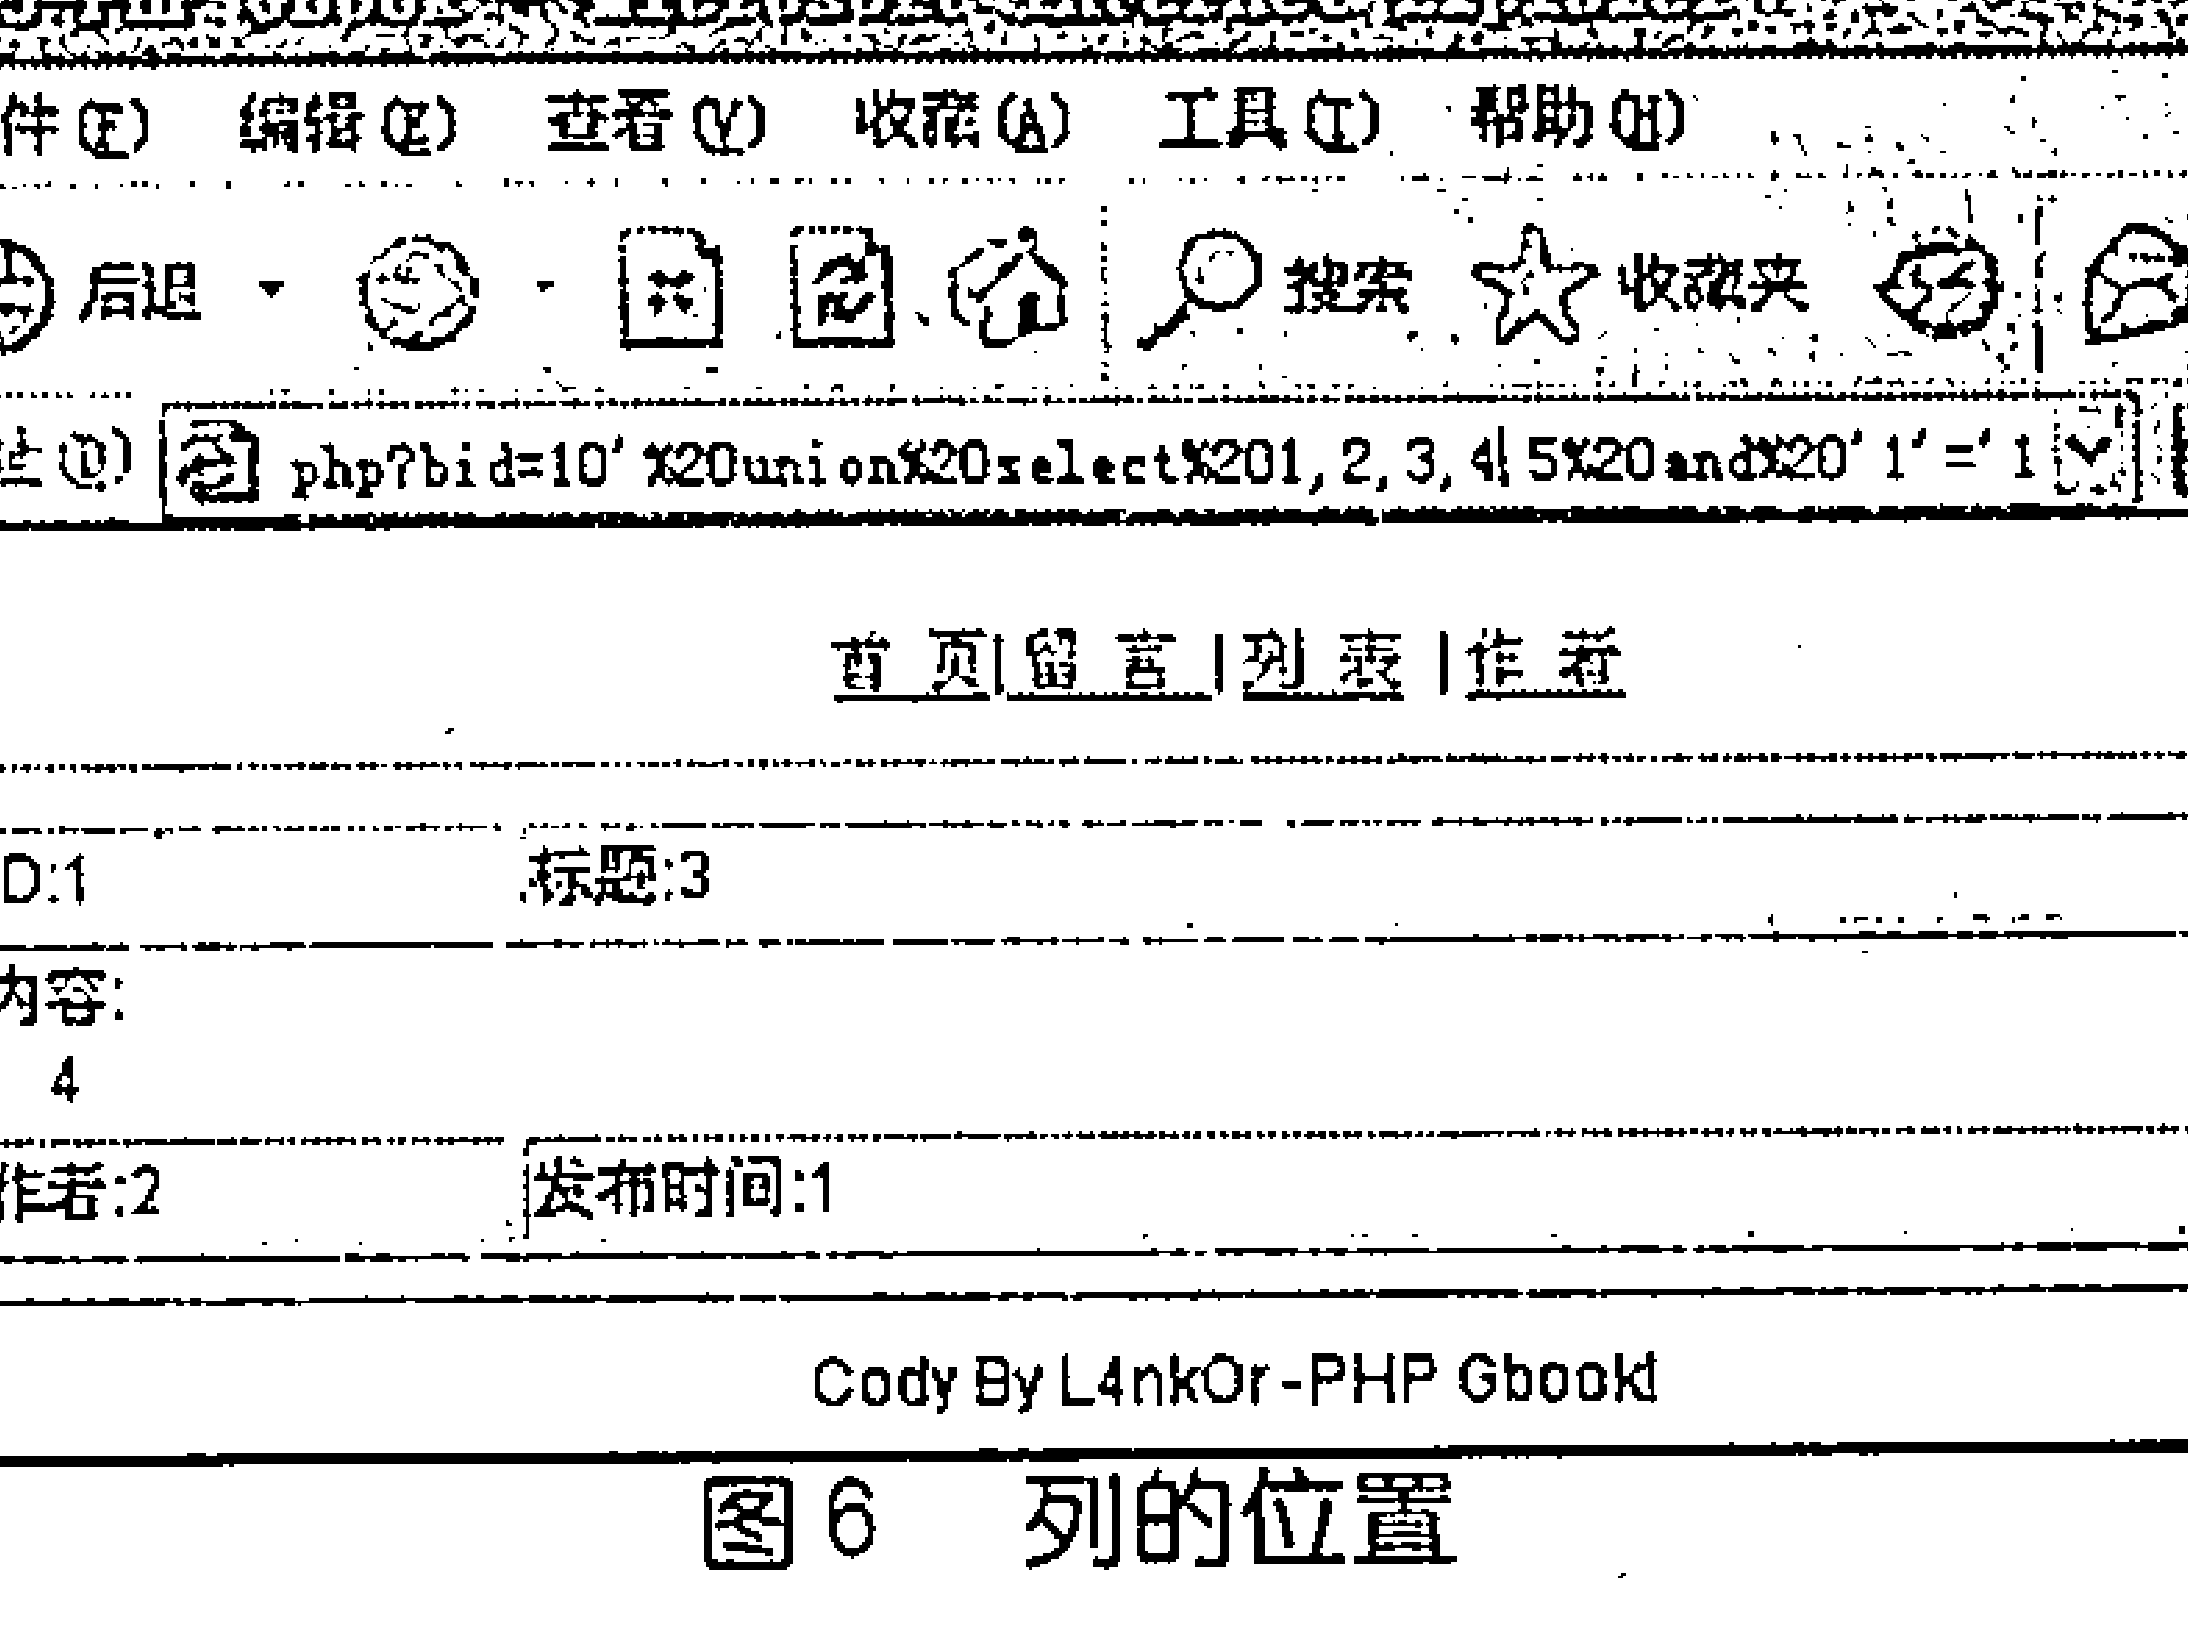 件(F) 编辑(E) 查看(V) 收藏(A) 工具(T) 帮助(H)
后退 搜索 收藏夹
址(D) php?bid=10'%20union%20select%201,2,3,4 5%20and%20'1'='1
首 页|留 言 |列 表 |作 者
D:1 标题:3
内容:
4
作者:2 发布时间:1
Cody By L4nkOr -PHP Gbook!
图 6 列的位置